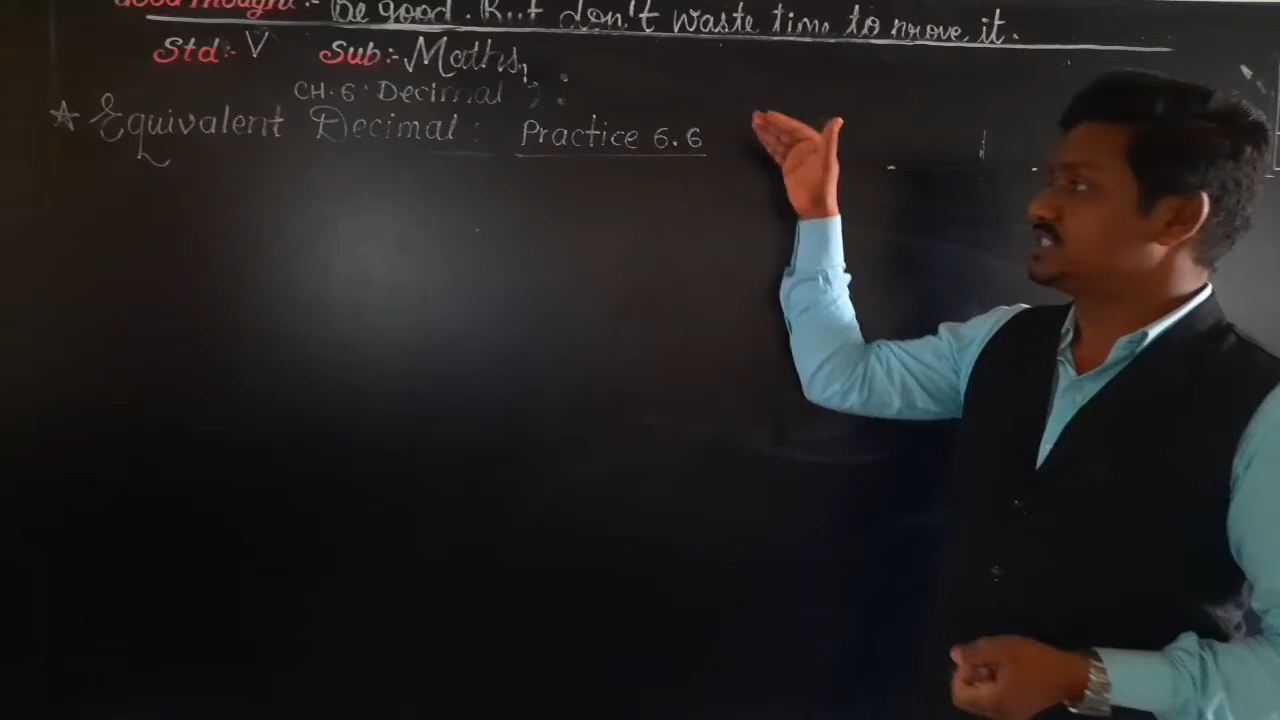 Good Thought :- Be good. But don't waste time to prove it.
Std:- V Sub:- Maths,
CH. 6 : Decimal
★ Equivalent Decimal : Practice 6.6